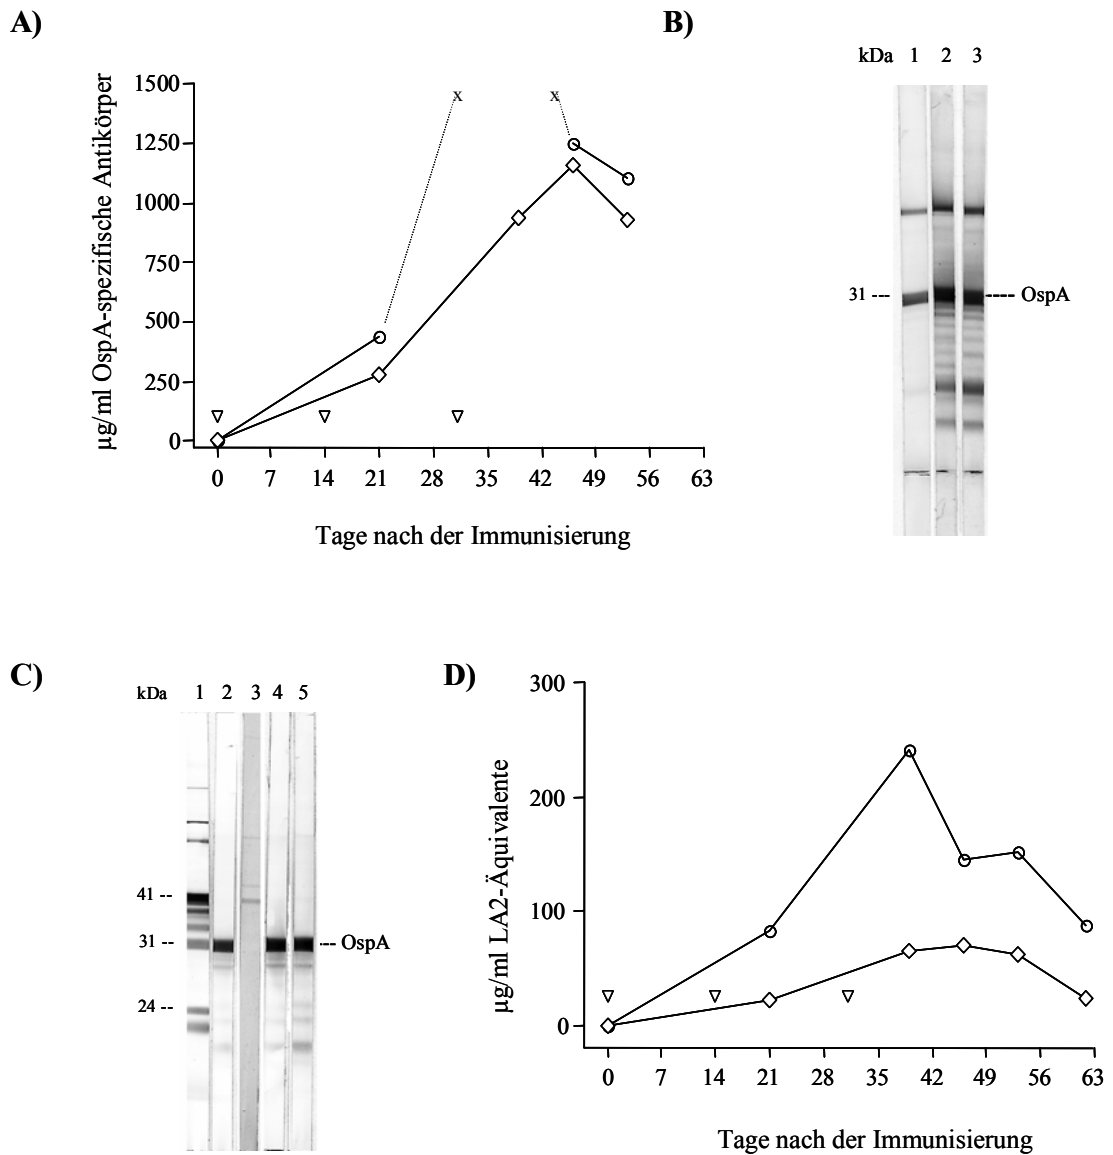 A)
B)
kDa 1 2 3
1500
1250
1000
750
500
250
0
µg/ml OspA-spezifische Antikörper
x x
0 7 14 21 28 35 42 49 56 63
Tage nach der Immunisierung
31 --- ---- OspA
C)
D)
kDa 1 2 3 4 5
41 --
31 -- --- OspA
24 --
300
200
100
0
µg/ml LA2-Äquivalente
0 7 14 21 28 35 42 49 56 63
Tage nach der Immunisierung